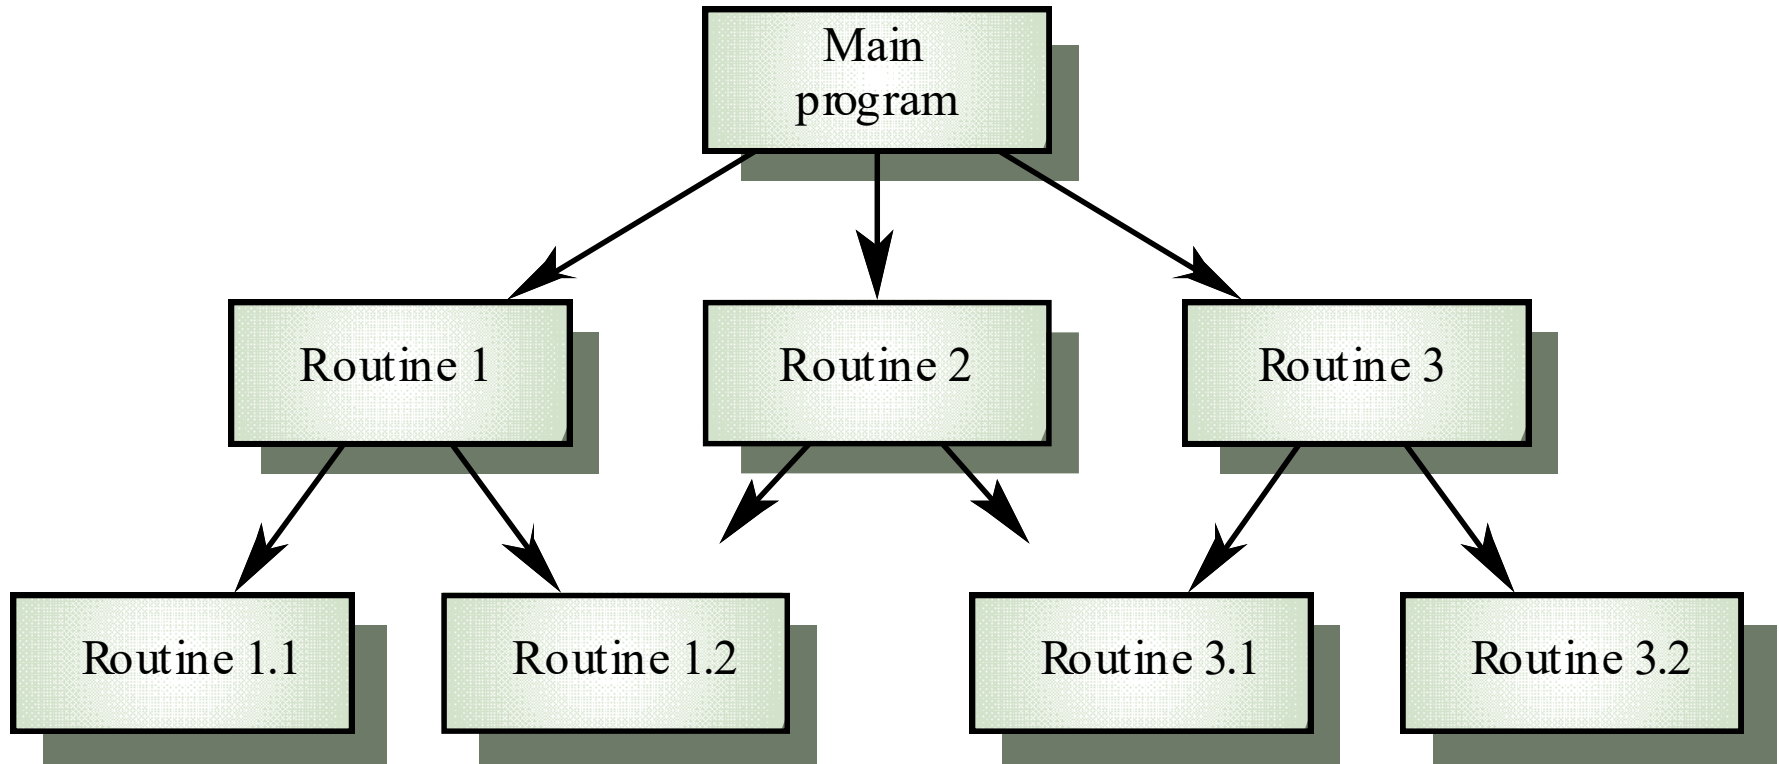 Main
program
Routine 1
Routine 2
Routine 3
Routine 1.1
Routine 1.2
Routine 3.1
Routine 3.2